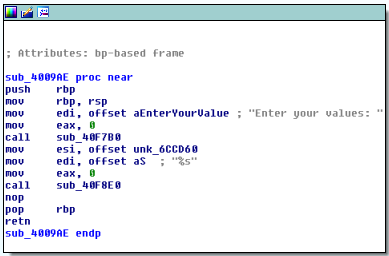 ; Attributes: bp-based frame
sub_4009AE proc near
push rbp
mov rbp, rsp
mov edi, offset aEnterYourValue ; "Enter your values: "
mov eax, 0
call sub_40F7B0
mov esi, offset unk_6CCD60
mov edi, offset aS ; "%s"
mov eax, 0
call sub_40F8E0
nop
pop rbp
retn
sub_4009AE endp